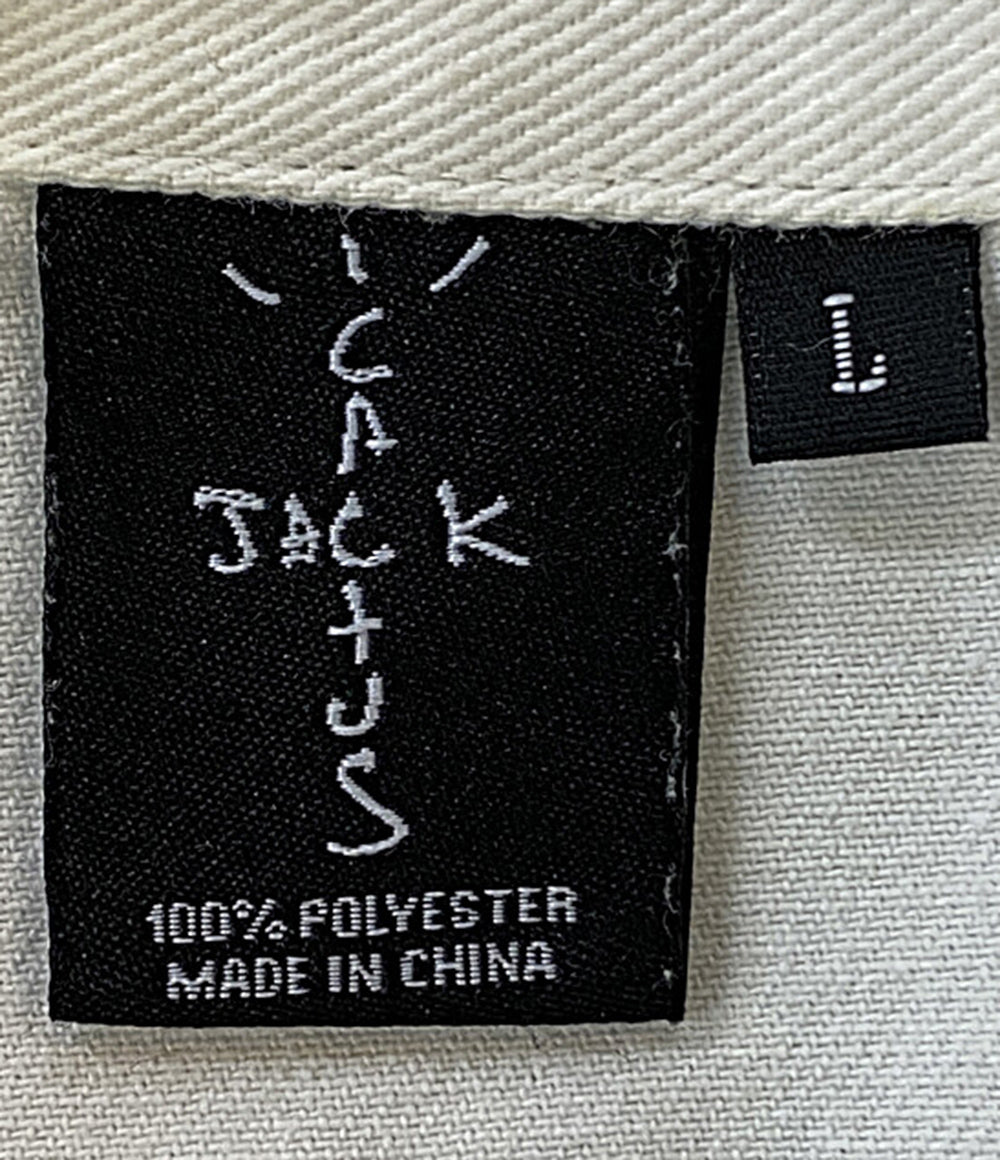 CACTUS
JACK
L
100% POLYESTER
MADE IN CHINA